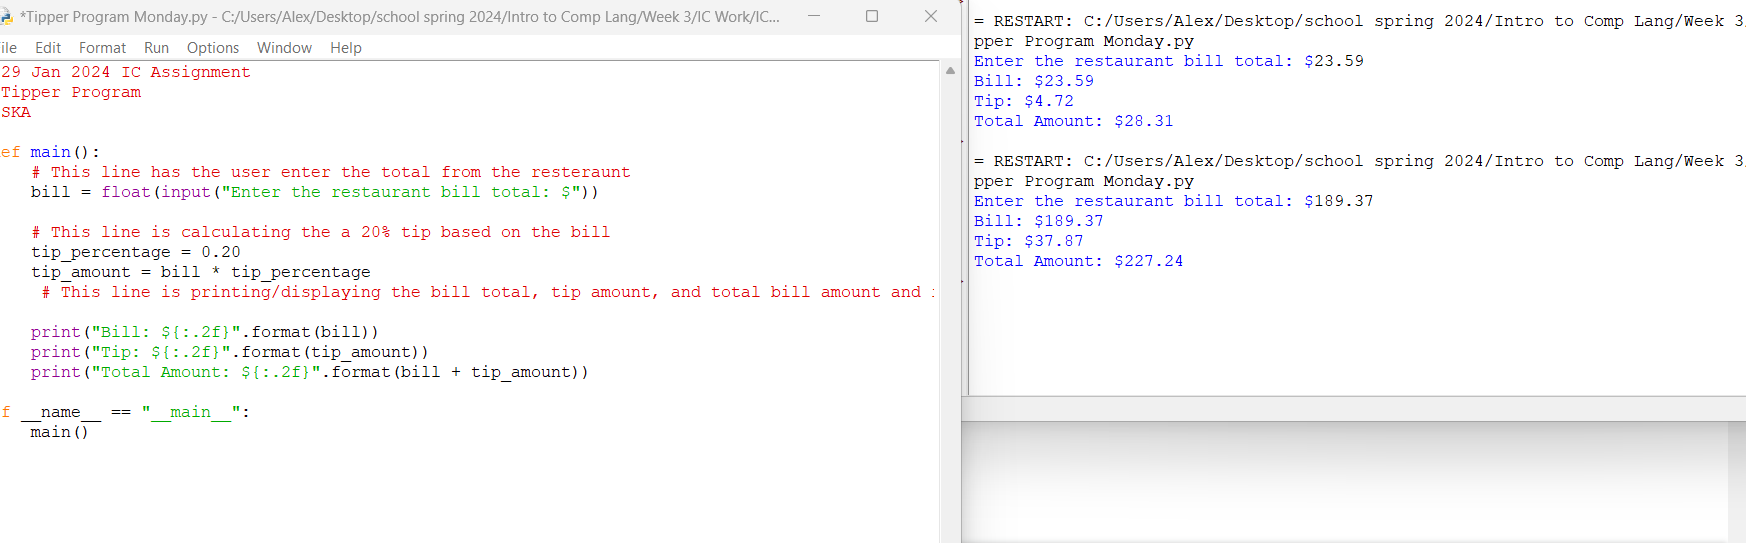 *Tipper Program Monday.py - C:/Users/Alex/Desktop/school spring 2024/Intro to Comp Lang/Week 3/IC Work/IC...
ile Edit Format Run Options Window Help
29 Jan 2024 IC Assignment
Tipper Program
SKA
ef main():
# This line has the user enter the total from the resteraunt
bill = float(input("Enter the restaurant bill total: $"))
# This line is calculating the a 20% tip based on the bill
tip_percentage = 0.20
tip_amount = bill * tip_percentage
# This line is printing/displaying the bill total, tip amount, and total bill amount and
print("Bill: ${:.2f}".format(bill))
print("Tip: ${:.2f}".format(tip_amount))
print("Total Amount: ${:.2f}".format(bill + tip_amount))
f __name__ == "__main__":
main()
= RESTART: C:/Users/Alex/Desktop/school spring 2024/Intro to Comp Lang/Week 3
pper Program Monday.py
Enter the restaurant bill total: $23.59
Bill: $23.59
Tip: $4.72
Total Amount: $28.31
= RESTART: C:/Users/Alex/Desktop/school spring 2024/Intro to Comp Lang/Week 3
pper Program Monday.py
Enter the restaurant bill total: $189.37
Bill: $189.37
Tip: $37.87
Total Amount: $227.24